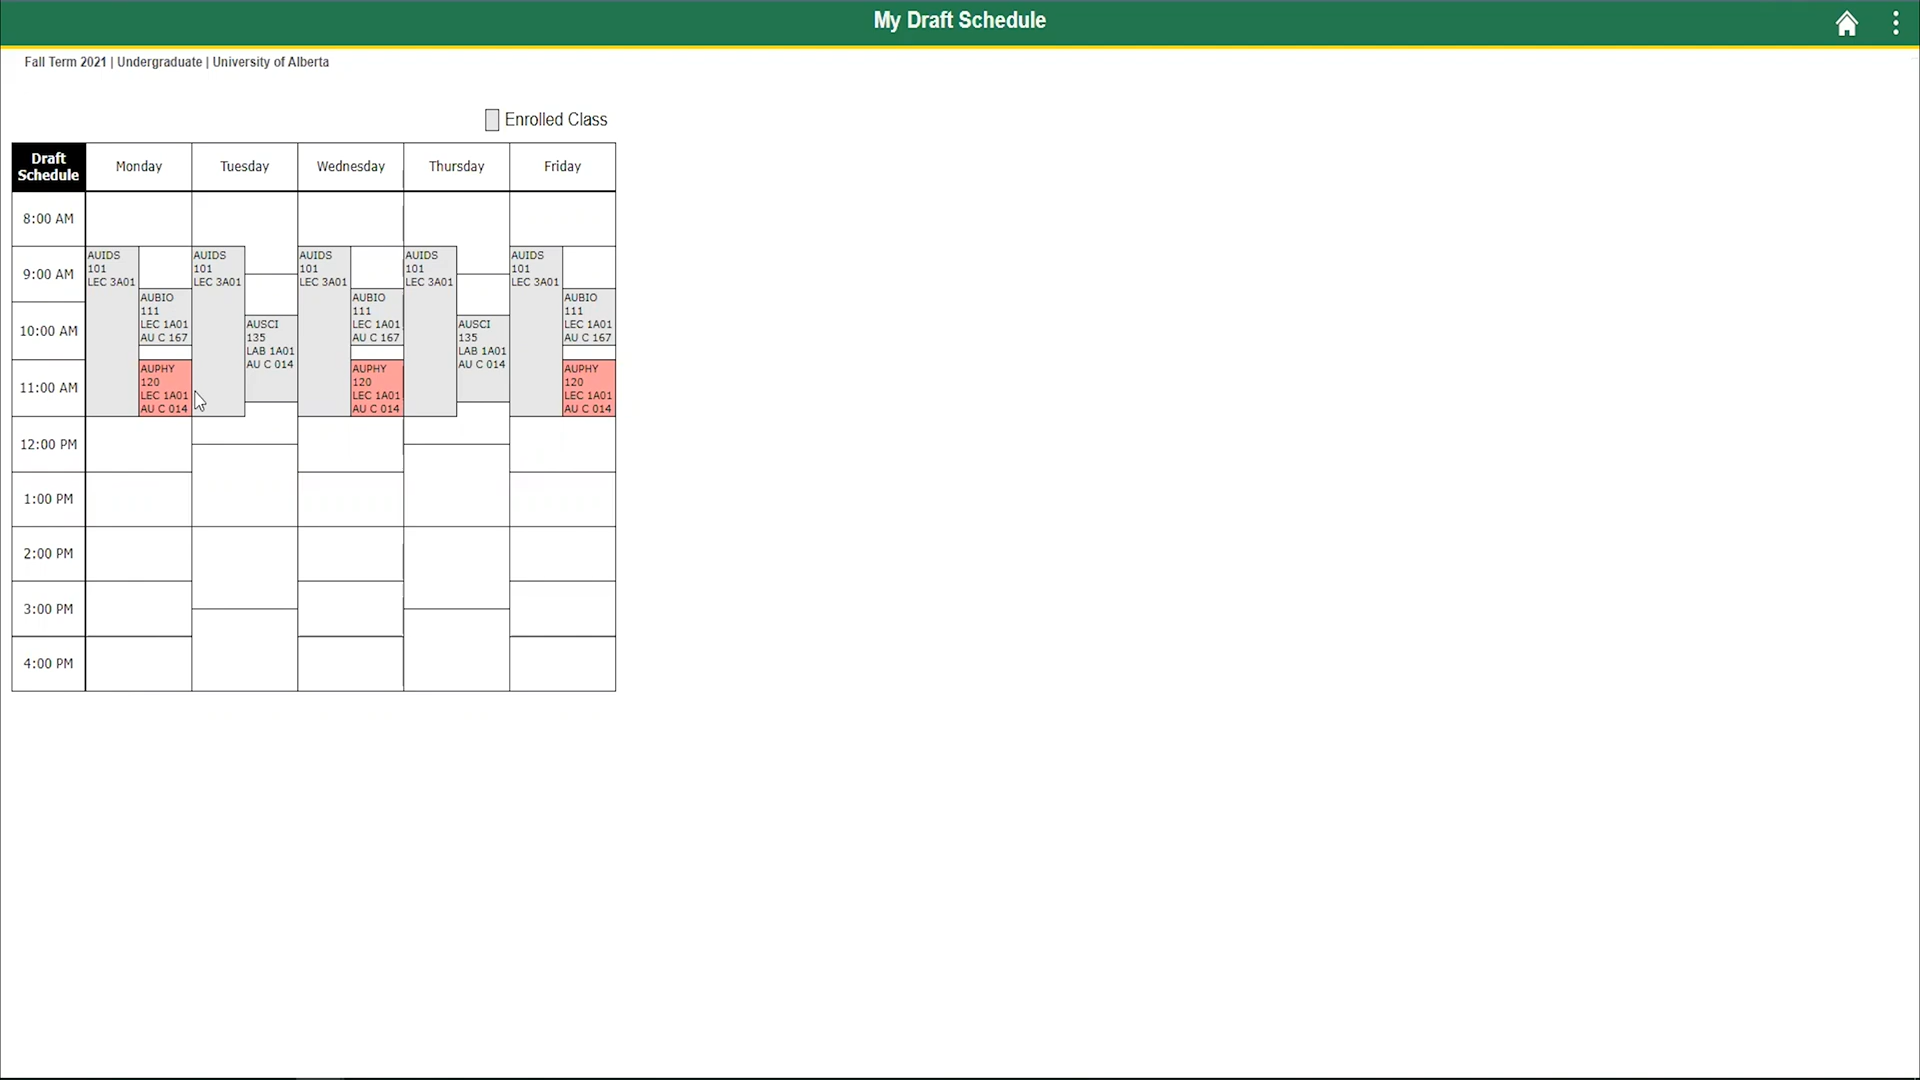 My Draft Schedule
Fall Term 2021 | Undergraduate | University of Alberta
Enrolled Class
Draft
Schedule
Monday
Tuesday
Wednesday
Thursday
Friday
8:00 AM
9:00 AM
AUIDS
101
LEC 3A01
AUIDS
101
LEC 3A01
AUIDS
101
LEC 3A01
AUIDS
101
LEC 3A01
AUIDS
101
LEC 3A01
10:00 AM
AUBIO
111
LEC 1A01
AU C 167
AUSCI
135
LAB 1A01
AU C 014
AUBIO
111
LEC 1A01
AU C 167
AUSCI
135
LAB 1A01
AU C 014
AUBIO
111
LEC 1A01
AU C 167
11:00 AM
AUPHY
120
LEC 1A01
AU C 014
AUPHY
120
LEC 1A01
AU C 014
AUPHY
120
LEC 1A01
AU C 014
12:00 PM
1:00 PM
2:00 PM
3:00 PM
4:00 PM